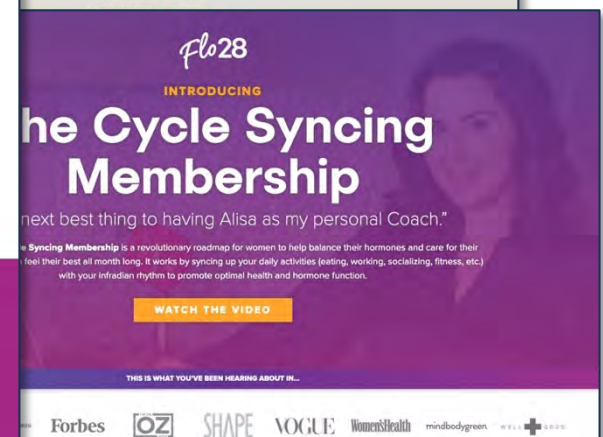 Flo28
INTRODUCING
he Cycle Syncing
Membership
next best thing to having Alisa as my personal Coach."
Syncing Membership is a revolutionary roadmap for women to help balance their hormones and care for their
feel their best all month long. It works by syncing up your daily activities (eating, working, socializing, fitness, etc.)
with your infradian rhythm to promote optimal health and hormone function.
WATCH THE VIDEO
THIS IS WHAT YOU'VE BEEN HEARING ABOUT IN...
Forbes OZ SHAPE VOGUE Women'sHealth mindbodygreen WELL GOOD